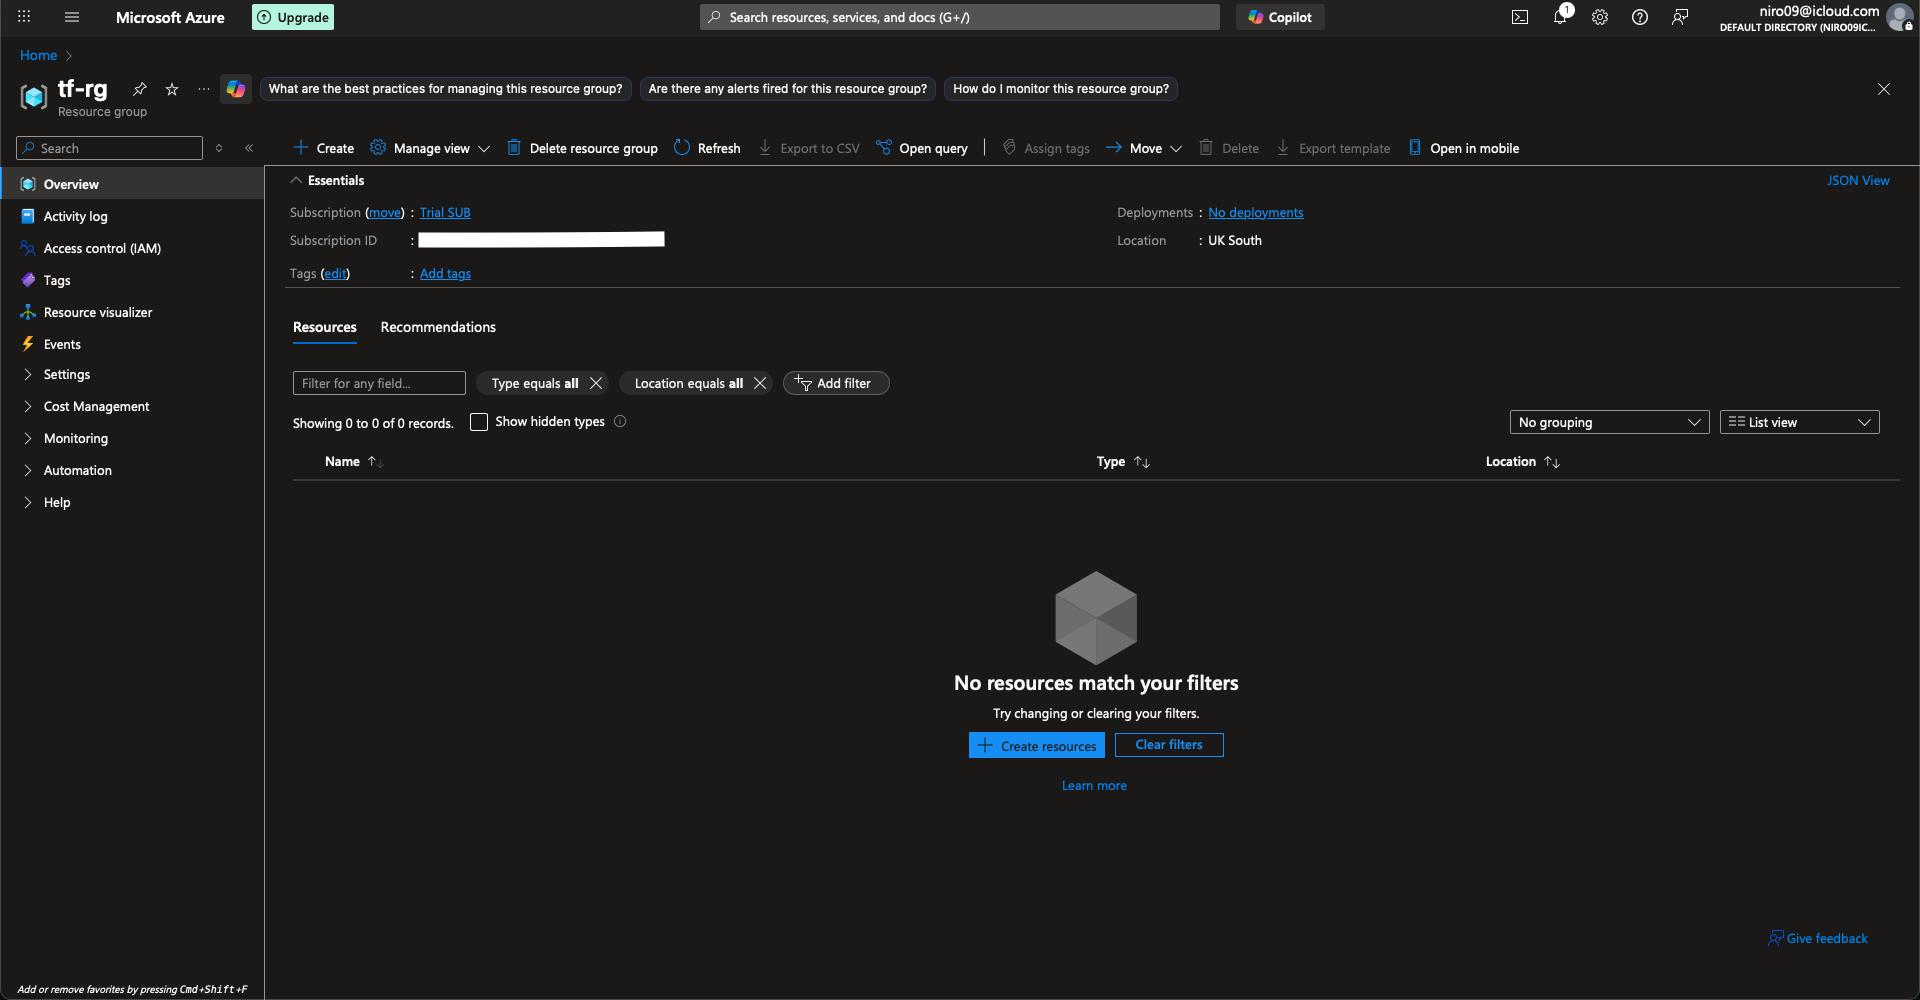 Microsoft Azure
Upgrade
Search resources, services, and docs (G+/)
Copilot
1
niro09@icloud.com
DEFAULT DIRECTORY (NIRO09IC...
Home
tf-rg
Resource group
What are the best practices for managing this resource group?
Are there any alerts fired for this resource group?
How do I monitor this resource group?
Search
Create
Manage view
Delete resource group
Refresh
Export to CSV
Open query
Assign tags
Move
Delete
Export template
Open in mobile
Overview
Activity log
Access control (IAM)
Tags
Resource visualizer
Events
Settings
Cost Management
Monitoring
Automation
Help
Add or remove favorites by pressing Cmd+Shift+F
Essentials
JSON View
Subscription (move) : Trial SUB
Subscription ID :
Tags (edit) : Add tags
Deployments : No deployments
Location : UK South
Resources
Recommendations
Filter for any field...
Type equals all
Location equals all
Add filter
Showing 0 to 0 of 0 records.
Show hidden types
No grouping
List view
Name
Type
Location
No resources match your filters
Try changing or clearing your filters.
Create resources
Clear filters
Learn more
Give feedback